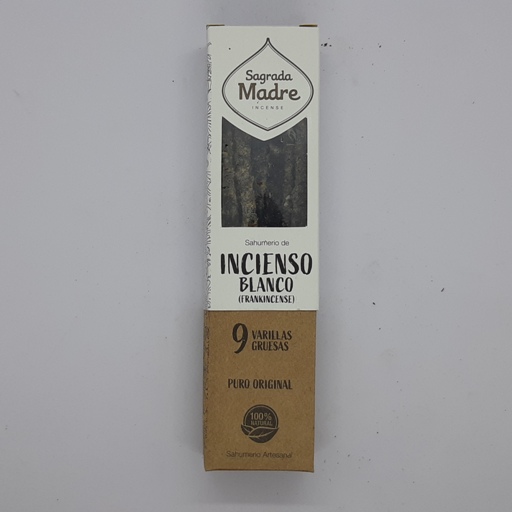 Sagrada
Madre
INCENSE
Sahumerio de
INCIENSO
BLANCO
(FRANKINCENSE)
9 VARILLAS
GRUESAS
PURO ORIGINAL
100%
NATURAL
Sahumerio Artesanal